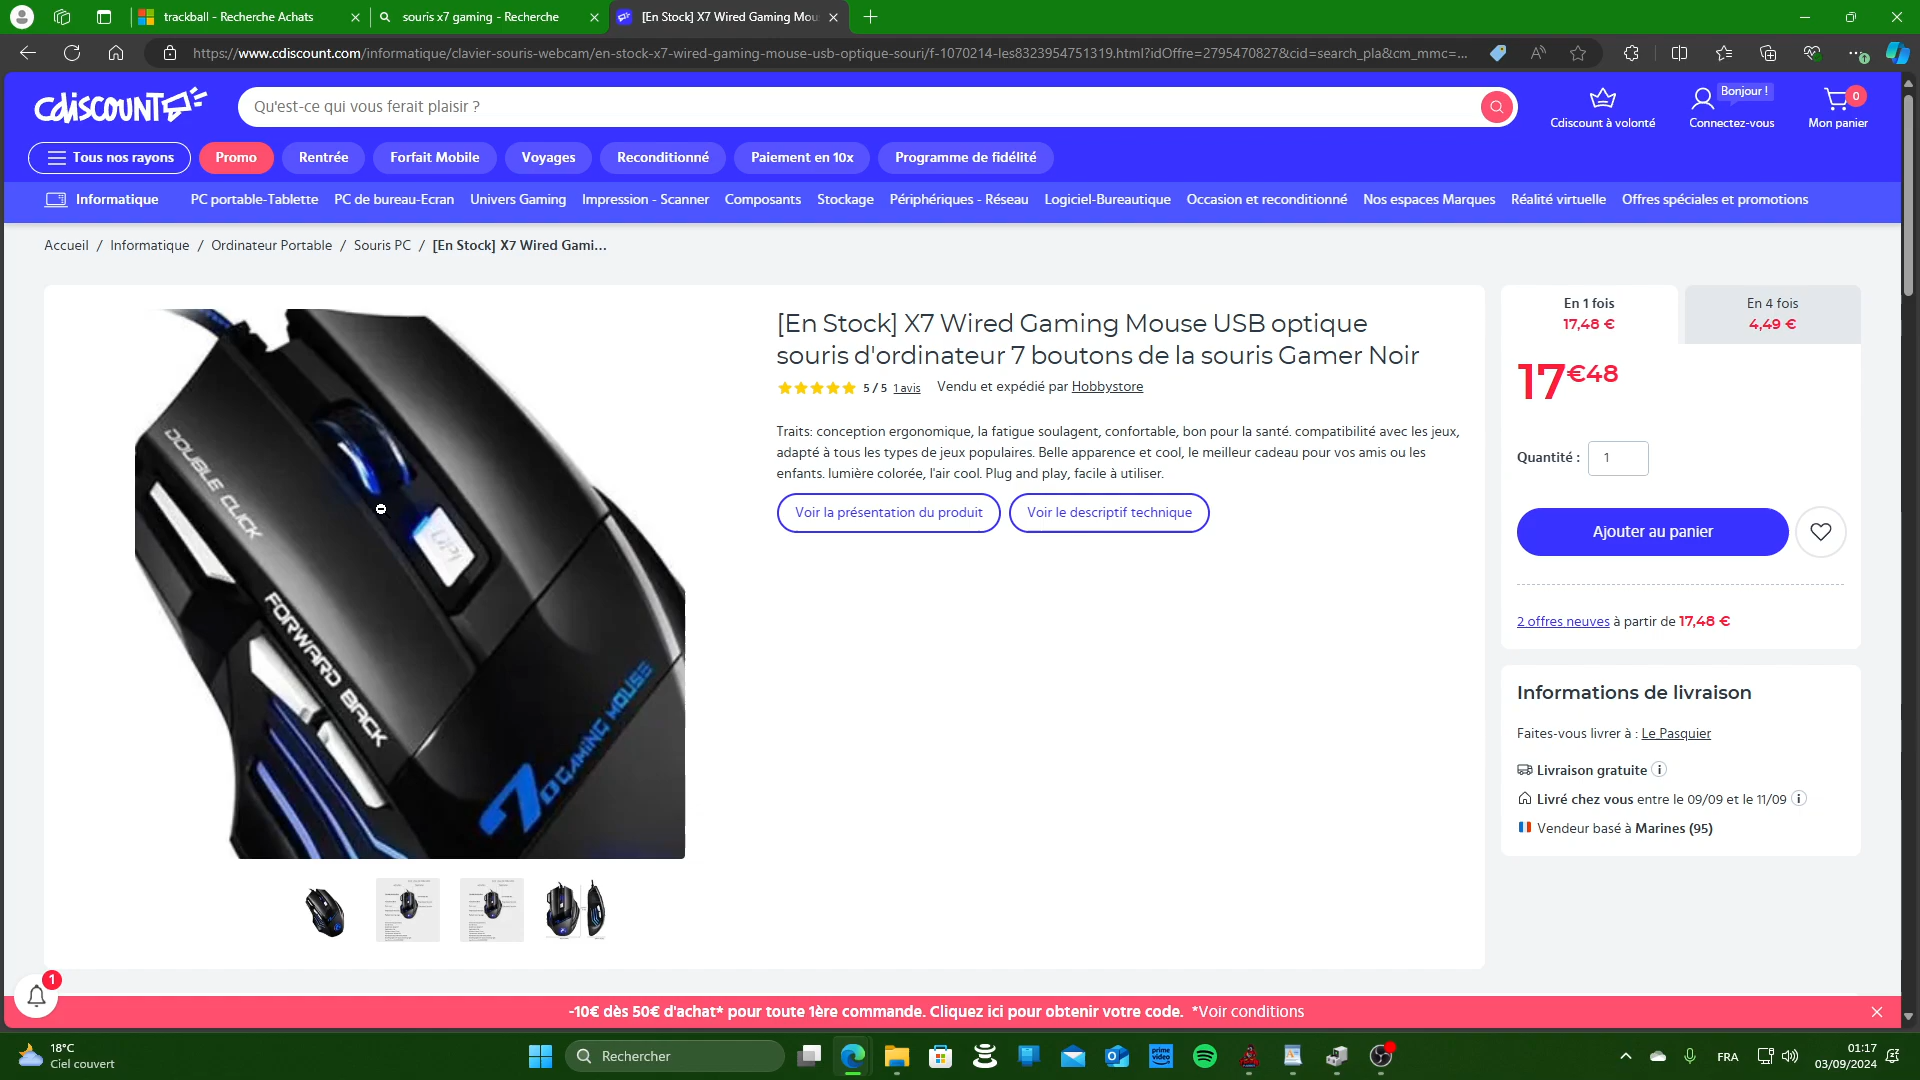 trackball - Recherche Achats
souris x7 gaming - Recherche
[En Stock] X7 Wired Gaming Mou
https://www.cdiscount.com/informatique/clavier-souris-webcam/en-stock-x7-wired-gaming-mouse-usb-optique-souri/f-1070214-les8323954751319.html?idOffre=2795470827&cid=search_pla&cm_mmc=...
Cdiscount
Qu'est-ce qui vous ferait plaisir ?
Cdiscount à volonté
Bonjour !
Connectez-vous
0
Mon panier
Tous nos rayons
Promo
Rentrée
Forfait Mobile
Voyages
Reconditionné
Paiement en 10x
Programme de fidélité
Informatique
PC portable-Tablette
PC de bureau-Ecran
Univers Gaming
Impression - Scanner
Composants
Stockage
Périphériques - Réseau
Logiciel-Bureautique
Occasion et reconditionné
Nos espaces Marques
Réalité virtuelle
Offres spéciales et promotions
Accueil / Informatique / Ordinateur Portable / Souris PC / [En Stock] X7 Wired Gami...
DOUBLE CLICK
DPI
FORWARD BACK
7D GAMING MOUSE
[En Stock] X7 Wired Gaming Mouse USB optique
souris d'ordinateur 7 boutons de la souris Gamer Noir
5 / 5 1 avis Vendu et expédié par Hobbystore
Traits: conception ergonomique, la fatigue soulagent, confortable, bon pour la santé. compatibilité avec les jeux,
adapté à tous les types de jeux populaires. Belle apparence et cool, le meilleur cadeau pour vos amis ou les
enfants. lumière colorée, l'air cool. Plug and play, facile à utiliser.
Voir la présentation du produit
Voir le descriptif technique
En 1 fois
17,48 €
En 4 fois
4,49 €
17€48
Quantité : 1
Ajouter au panier
2 offres neuves à partir de 17,48 €
Informations de livraison
Faites-vous livrer à : Le Pasquier
Livraison gratuite
Livré chez vous entre le 09/09 et le 11/09
Vendeur basé à Marines (95)
1
-10€ dès 50€ d'achat* pour toute 1ère commande. Cliquez ici pour obtenir votre code. *Voir conditions
18°C
Ciel couvert
Rechercher
prime video
FRA
01:17
03/09/2024